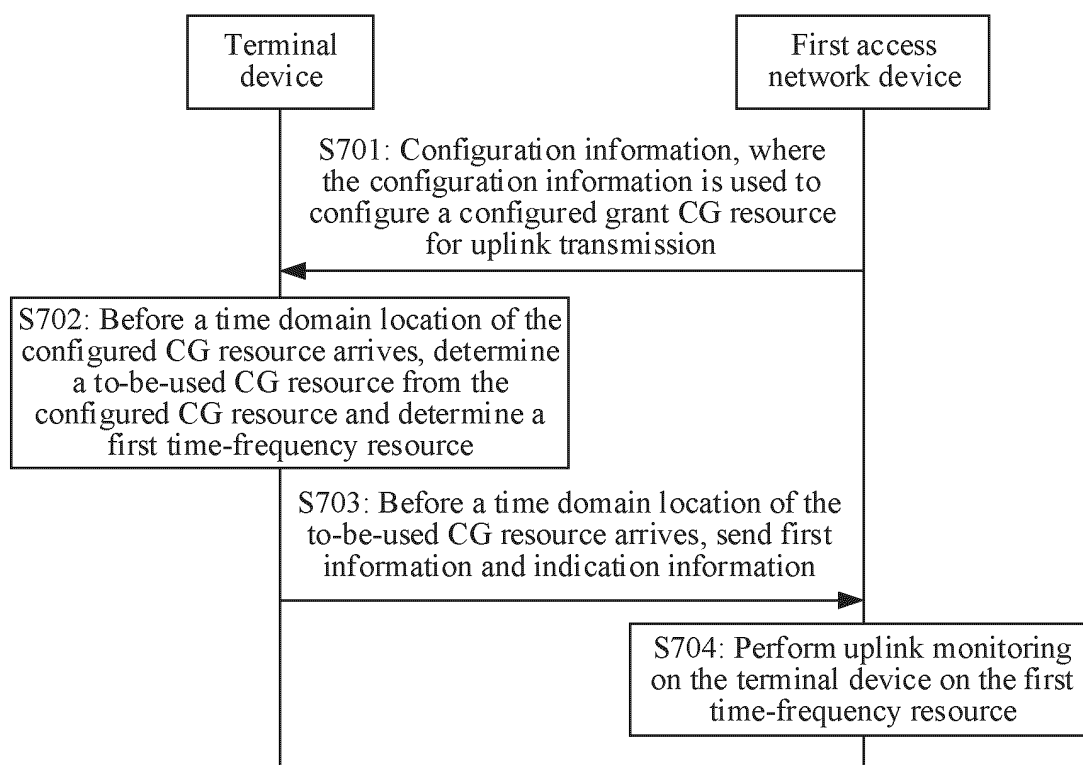 Terminal
device
First access
network device
S701: Configuration information, where
the configuration information is used to
configure a configured grant CG resource
for uplink transmission
S702: Before a time domain location of the
configured CG resource arrives, determine
a to-be-used CG resource from the
configured CG resource and determine a
first time-frequency resource
S703: Before a time domain location of the
to-be-used CG resource arrives, send first
information and indication information
S704: Perform uplink monitoring
on the terminal device on the first
time-frequency resource